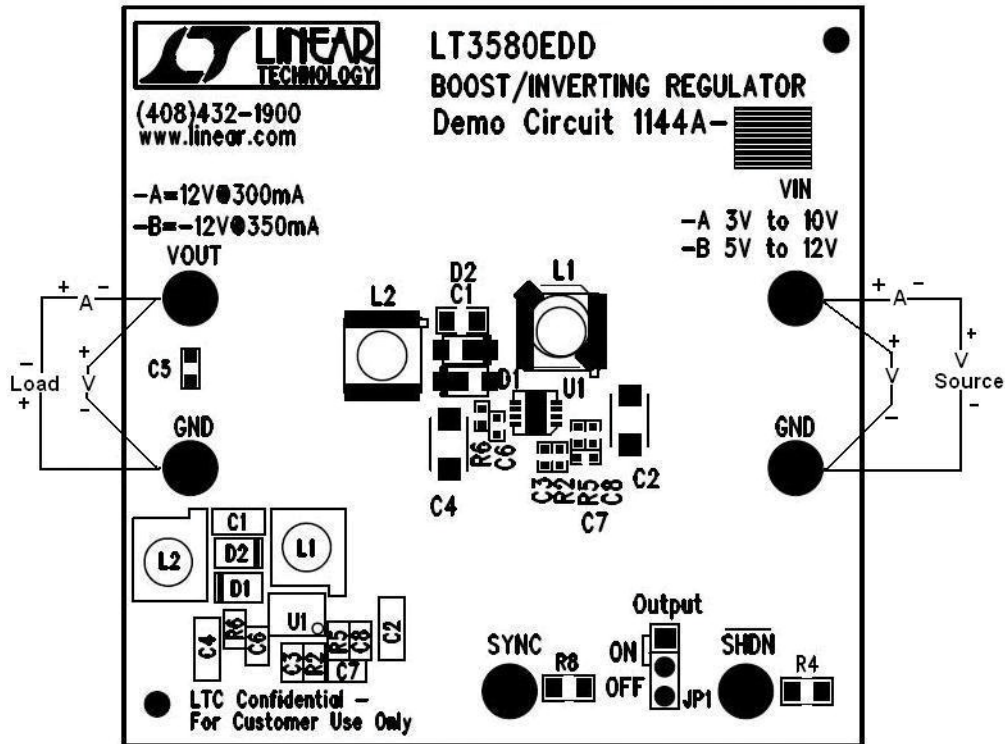 LINEAR
TECHNOLOGY
(408)432-1900
www.linear.com
LT3580EDD
BOOST/INVERTING REGULATOR
Demo Circuit 1144A-
-A=12V@300mA
-B=-12V@350mA
VOUT
VIN
-A 3V to 10V
-B 5V to 12V
+ A -
+ A -
L2
D2
C1
L1
C5
D1
U1
- Load +
+ V -
+ V -
+ V -
Source
GND
GND
R6
C6
C4
C3
R2
R5
C8
C7
C2
L2
C1
D2
D1
L1
U1
C4
R6
C6
C3
R2
R5
C8
C7
C2
Output
SYNC
R8
ON
OFF
JP1
SHDN
R4
LTC Confidential -
For Customer Use Only